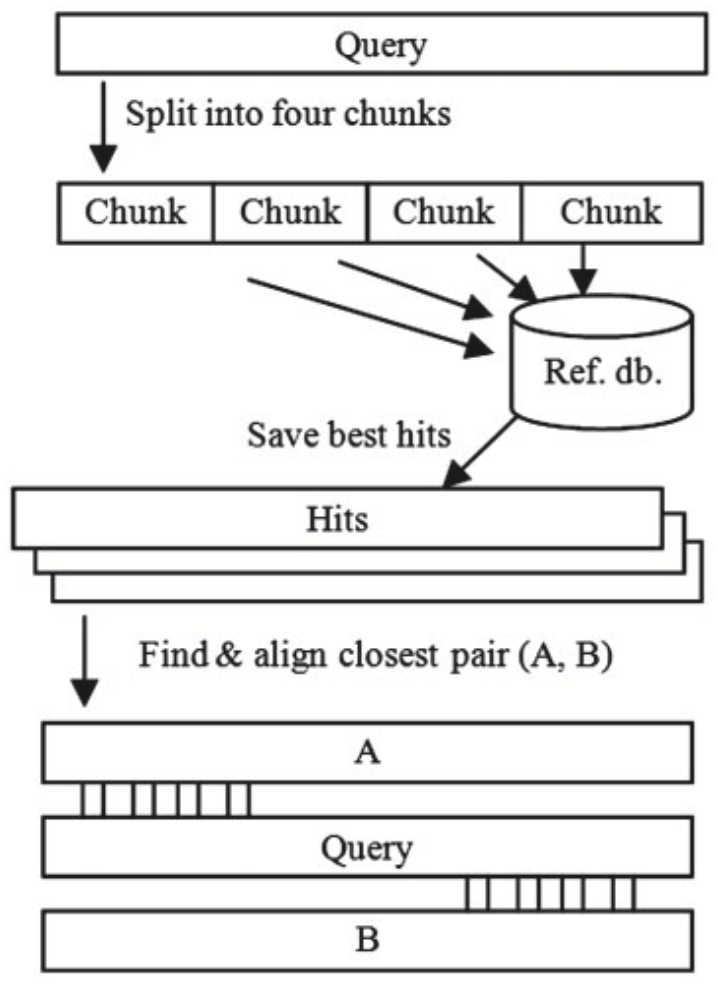 Query
Split into four chunks
Chunk Chunk Chunk Chunk
Ref. db.
Save best hits
Hits
Find & align closest pair (A, B)
A
Query
B